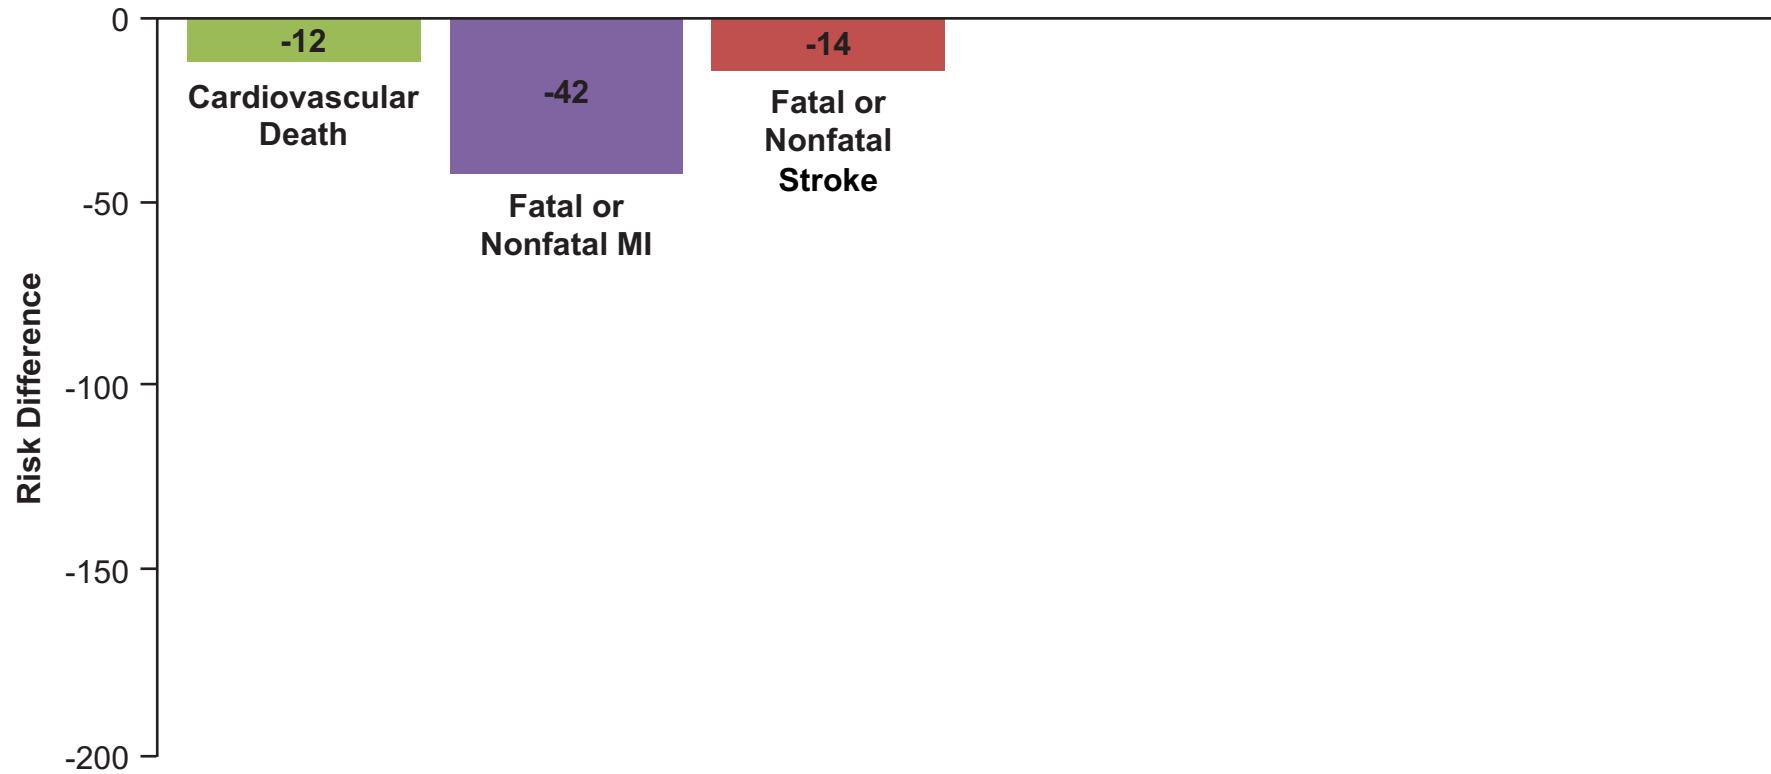 Risk Difference
0
-50
-100
-150
-200
-12
Cardiovascular
Death
-42
Fatal or
Nonfatal MI
-14
Fatal or
Nonfatal
Stroke